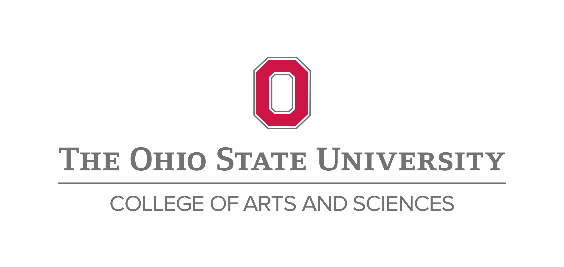 O
THE OHIO STATE UNIVERSITY
COLLEGE OF ARTS AND SCIENCES